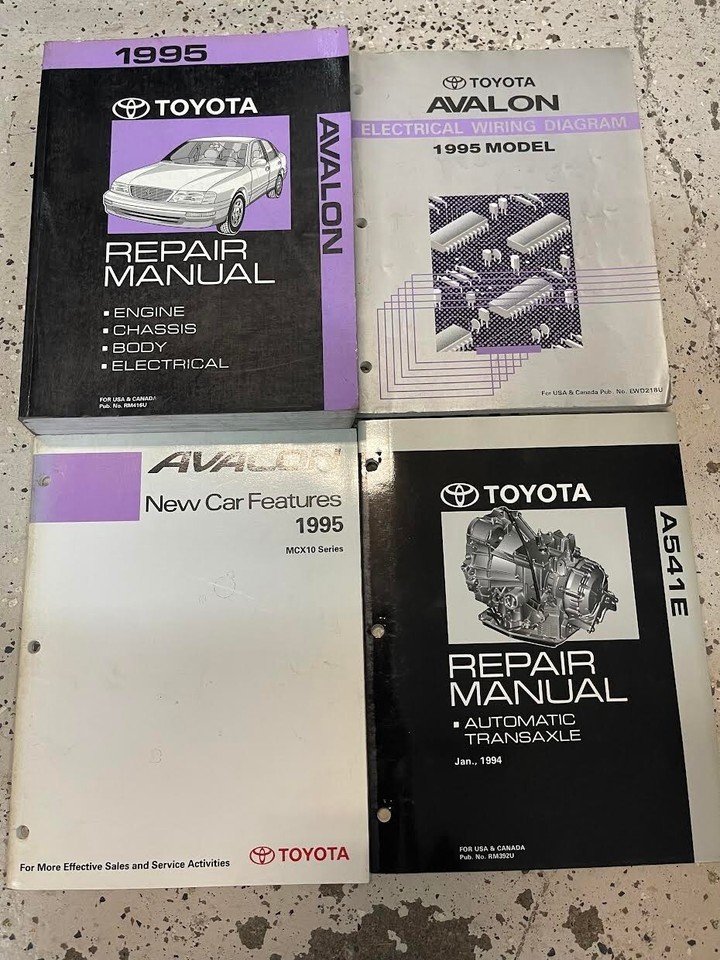 1995
TOYOTA
AVALON
REPAIR
MANUAL
▪ ENGINE
▪ CHASSIS
▪ BODY
▪ ELECTRICAL
FOR USA & CANADA
Pub. No. RM416U
TOYOTA
AVALON
ELECTRICAL WIRING DIAGRAM
1995 MODEL
For USA & Canada Pub. No. EWD218U
AVALON
New Car Features
1995
MCX10 Series
For More Effective Sales and Service Activities
TOYOTA
TOYOTA
A541E
REPAIR
MANUAL
▪ AUTOMATIC
TRANSAXLE
Jan., 1994
FOR USA & CANADA
Pub. No. RM392U